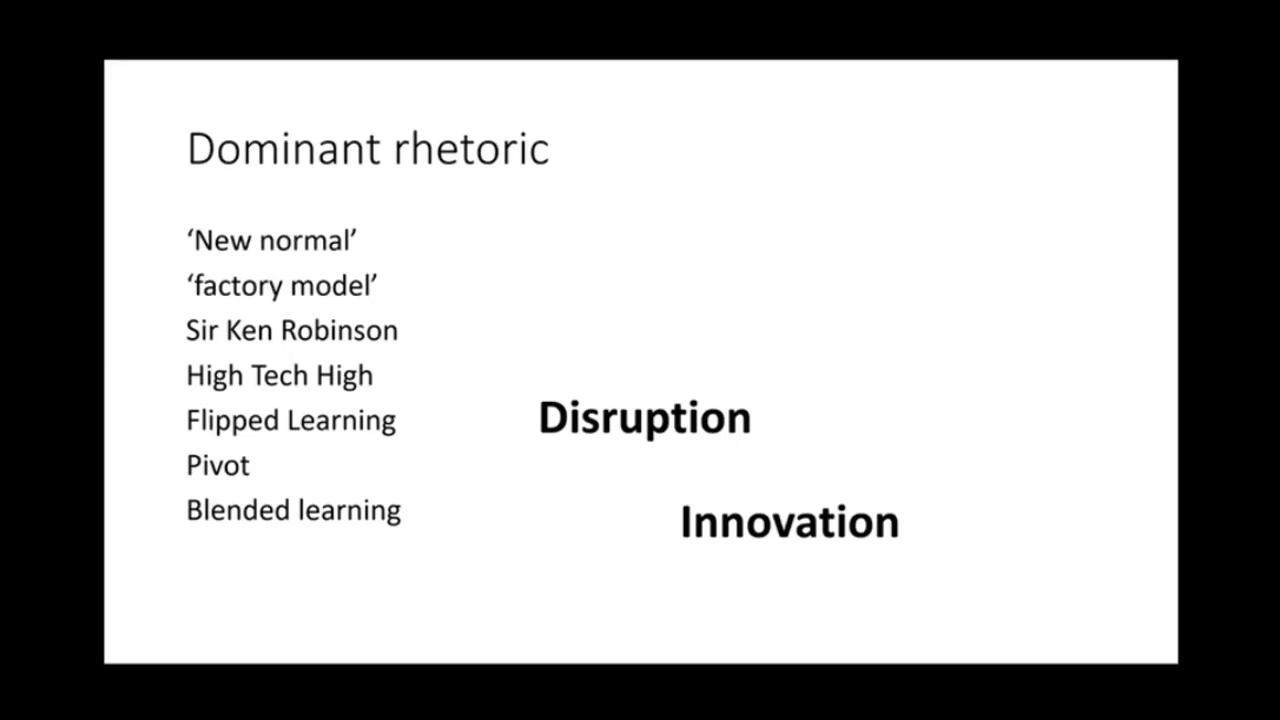 Dominant rhetoric
‘New normal’
‘factory model’
Sir Ken Robinson
High Tech High
Flipped Learning
Pivot
Blended learning
Disruption
Innovation